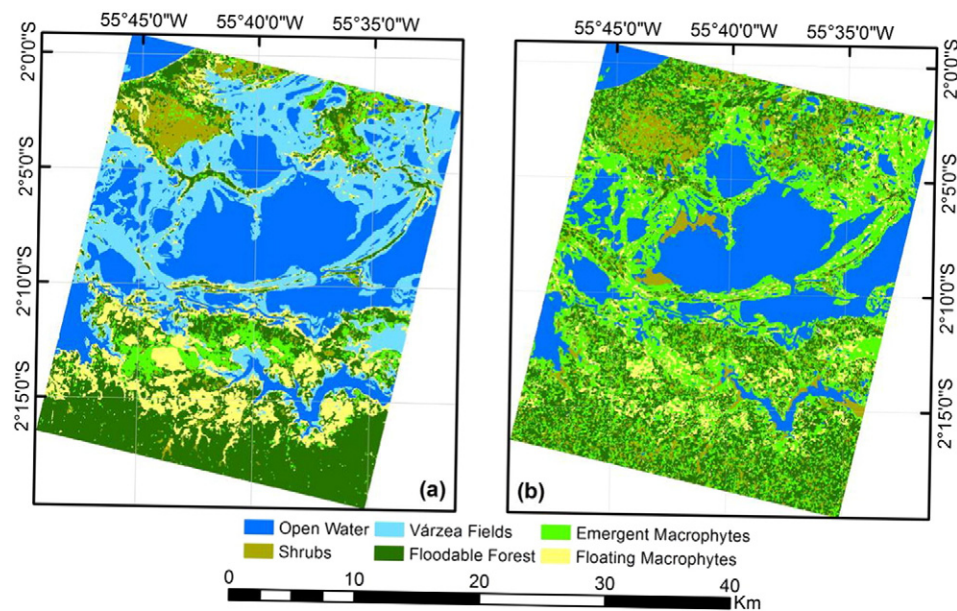 55°45'0"W 55°40'0"W 55°35'0"W
2°0'0"S
2°5'0"S
2°10'0"S
2°15'0"S
(a)
55°45'0"W 55°40'0"W 55°35'0"W
2°0'0"S
2°5'0"S
2°10'0"S
2°15'0"S
(b)
Open Water Várzea Fields Emergent Macrophytes
Shrubs Floodable Forest Floating Macrophytes
0 10 20 30 40
Km